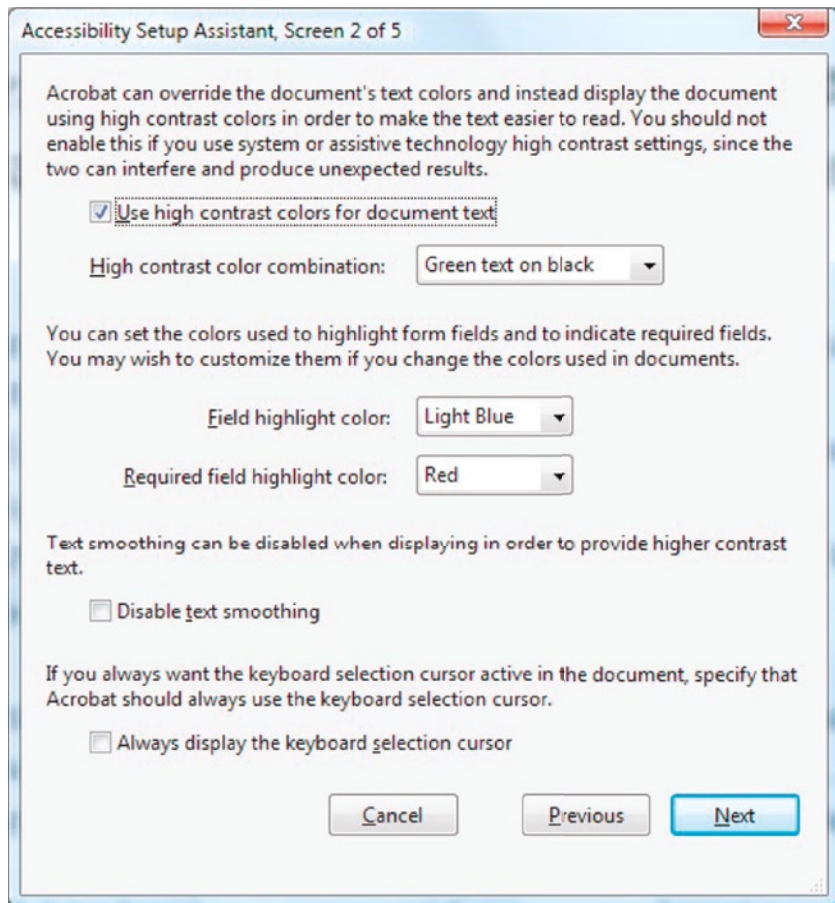 Accessibility Setup Assistant, Screen 2 of 5
Acrobat can override the document's text colors and instead display the document
using high contrast colors in order to make the text easier to read. You should not
enable this if you use system or assistive technology high contrast settings, since the
two can interfere and produce unexpected results.
Use high contrast colors for document text
High contrast color combination: Green text on black
You can set the colors used to highlight form fields and to indicate required fields.
You may wish to customize them if you change the colors used in documents.
Field highlight color: Light Blue
Required field highlight color: Red
Text smoothing can be disabled when displaying in order to provide higher contrast
text.
Disable text smoothing
If you always want the keyboard selection cursor active in the document, specify that
Acrobat should always use the keyboard selection cursor.
Always display the keyboard selection cursor
Cancel Previous Next